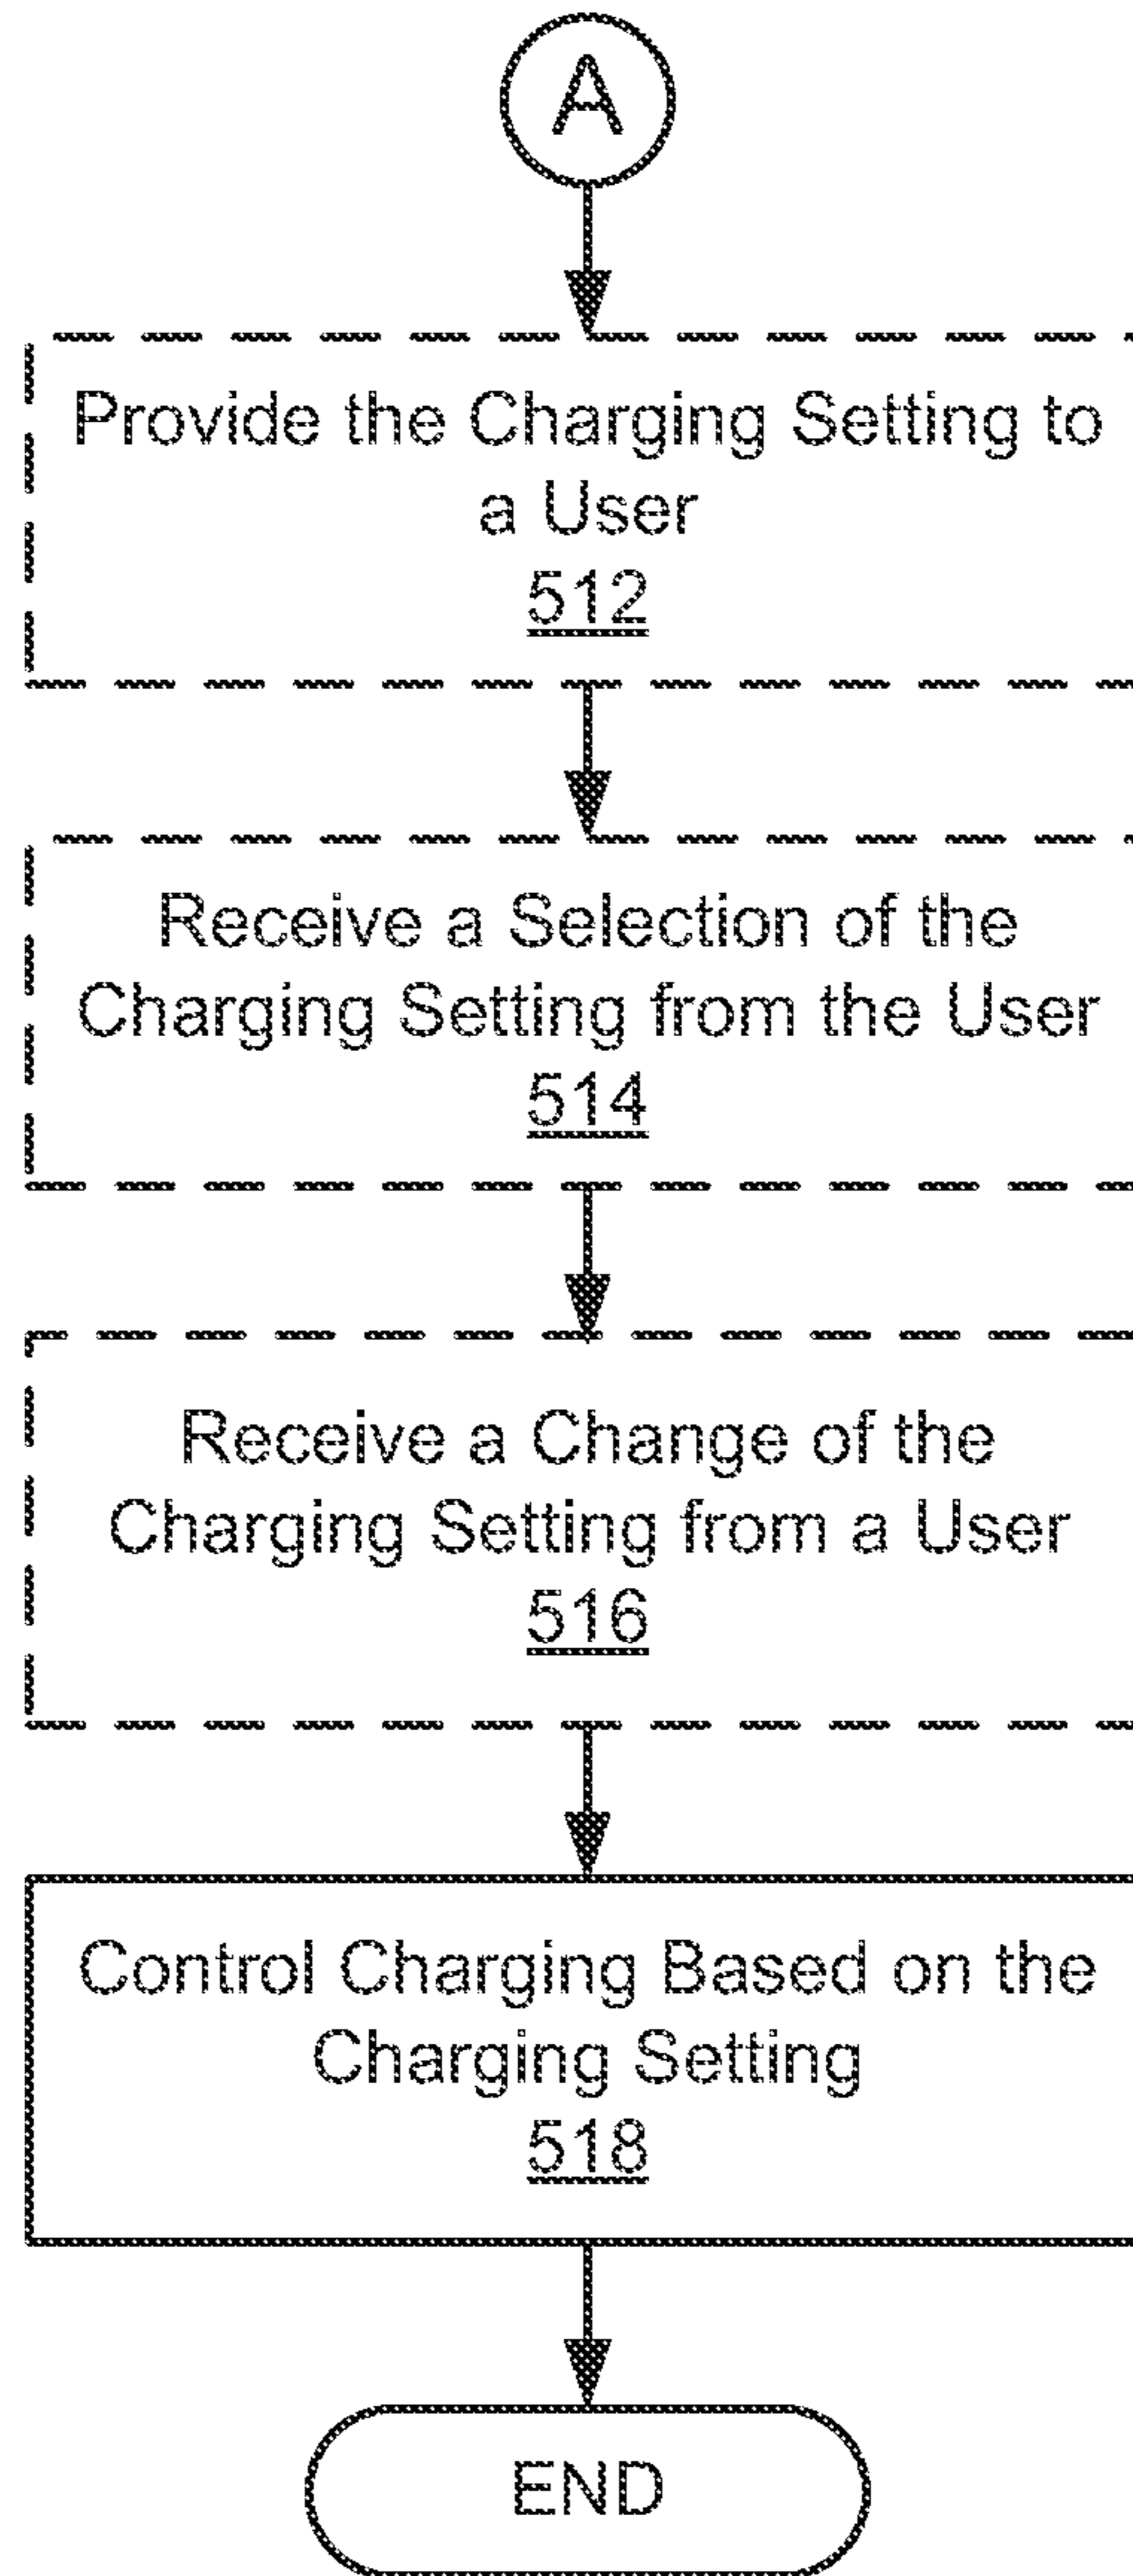 A
Provide the Charging Setting to
a User
512
Receive a Selection of the
Charging Setting from the User
514
Receive a Change of the
Charging Setting from a User
516
Control Charging Based on the
Charging Setting
518
END